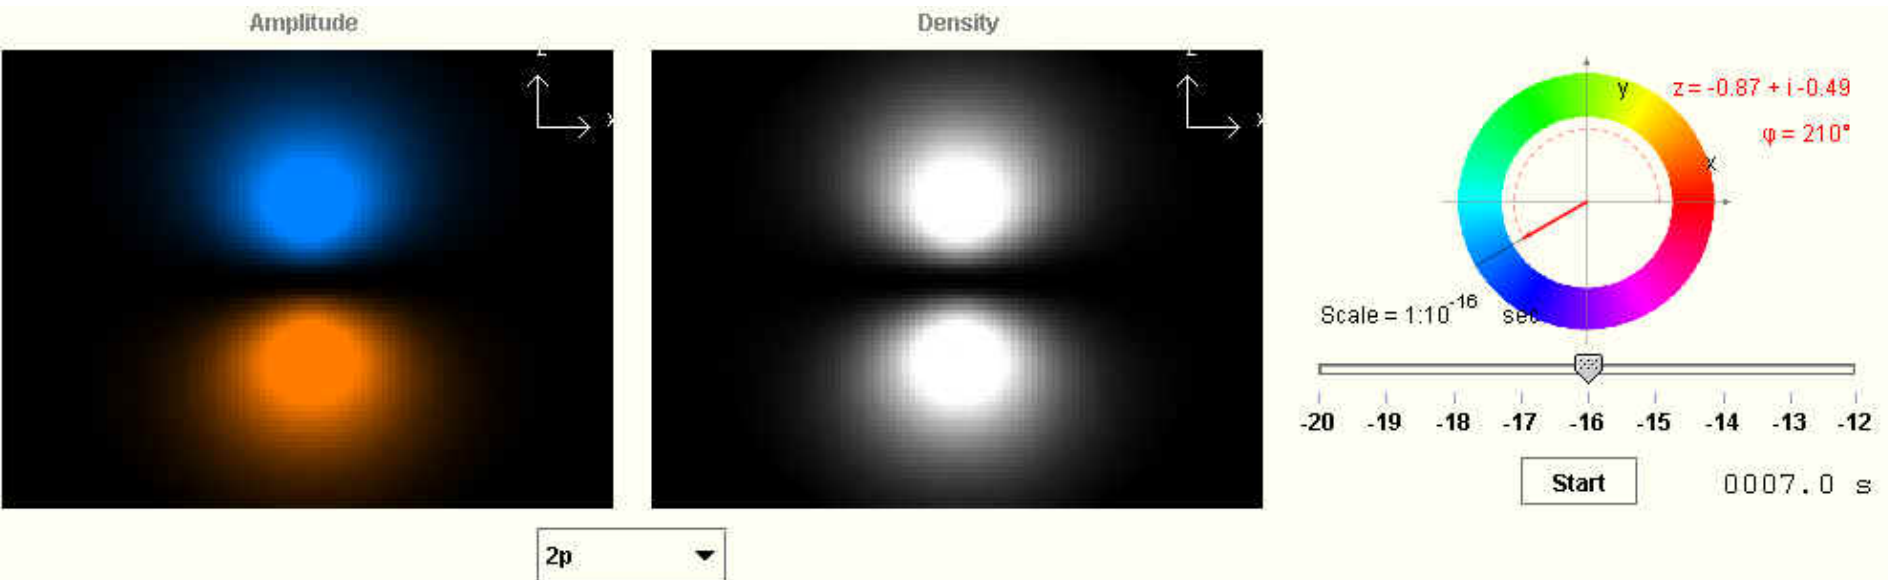 Amplitude
Density
x
y
z = -0.87 + i -0.49
φ = 210°
x
Scale = 1:10^-16 sec
-20 -19 -18 -17 -16 -15 -14 -13 -12
Start
0007.0 s
2p